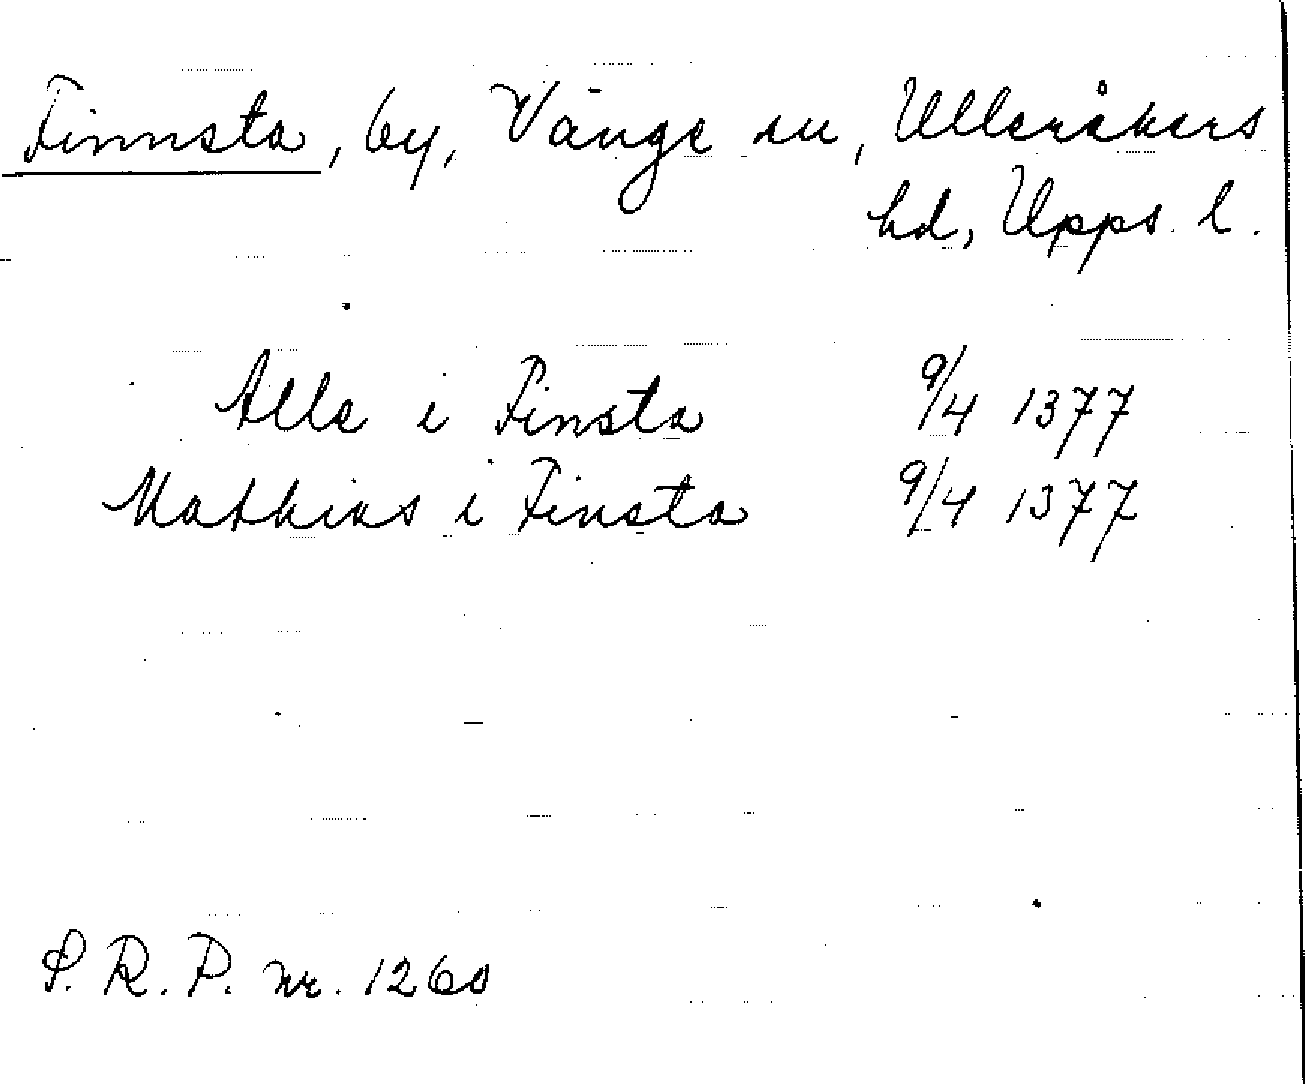 Finnsta, by, Vänge sn, Ulleråkers
hd, Upps. l.
Alle i Finsta 9/4 1377
Mathias i Finsta 9/4 1377
S. R. P. nr. 1260